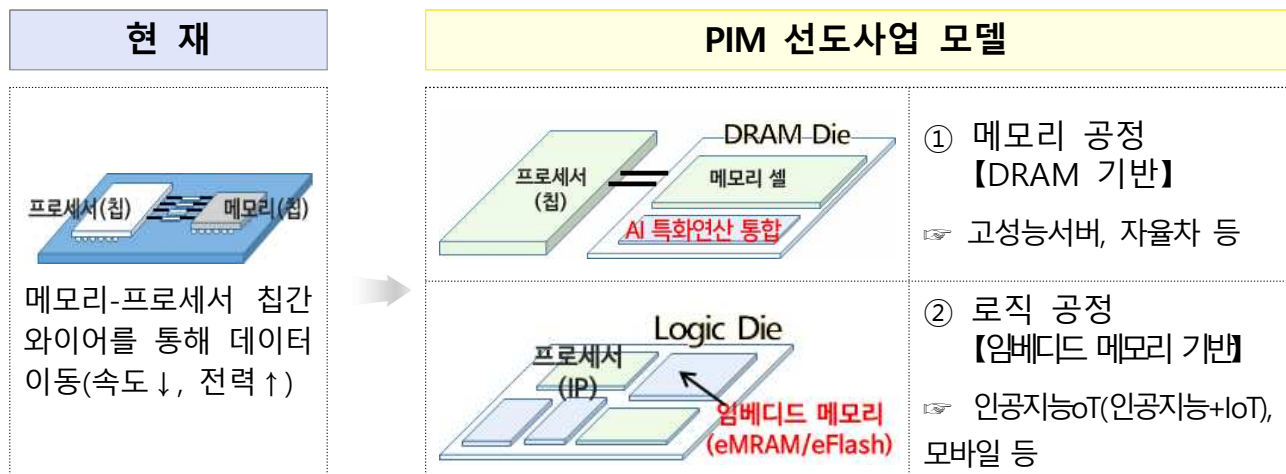 현 재
PIM 선도사업 모델
프로세서(칩)
메모리(칩)
메모리-프로세서 칩간
와이어를 통해 데이터
이동(속도↓, 전력↑)
DRAM Die
프로세서
(칩)
메모리 셀
AI 특화연산 통합
① 메모리 공정
【DRAM 기반】
☞ 고성능서버, 자율차 등
Logic Die
프로세서
(IP)
임베디드 메모리
(eMRAM/eFlash)
② 로직 공정
【임베디드 메모리 기반】
☞ 인공지능oT(인공지능+IoT),
모바일 등